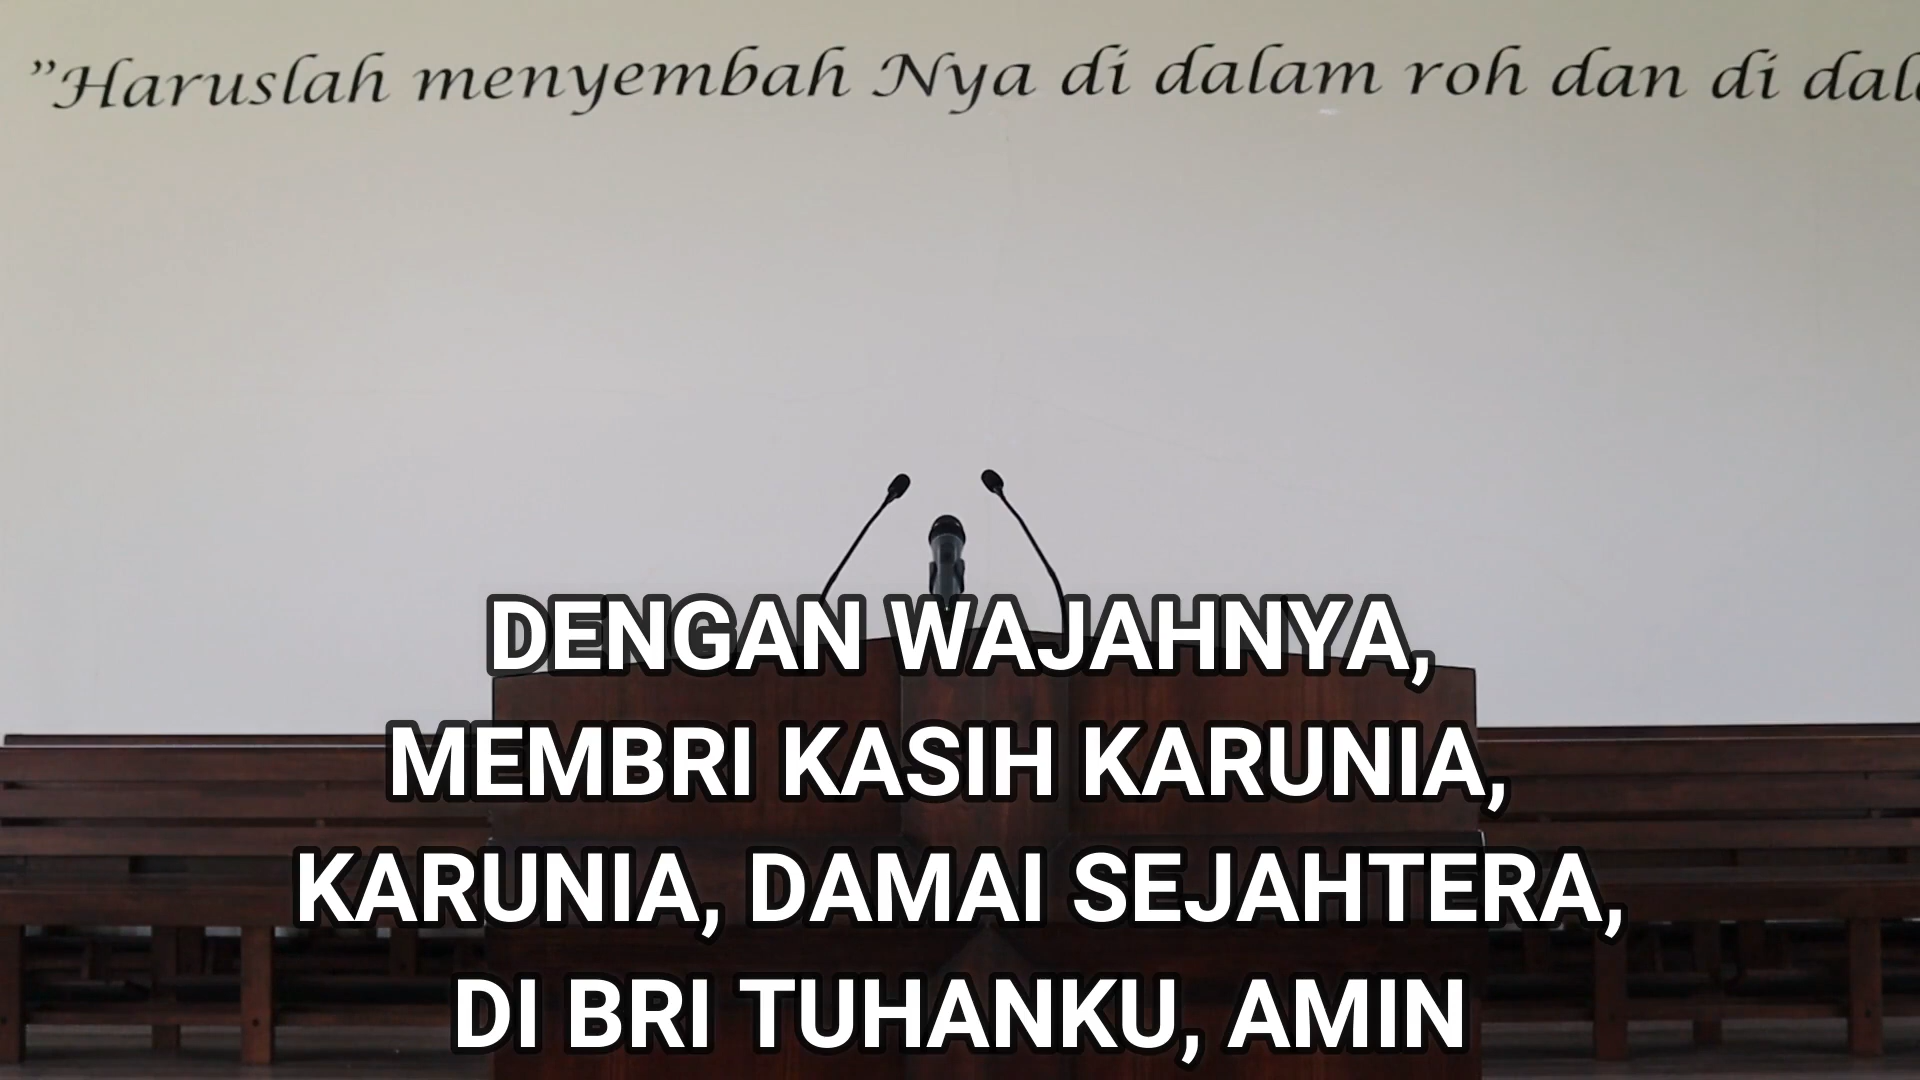 "Haruslah menyembah Nya di dalam roh dan di
DENGAN WAJAHNYA,
MEMBRI KASIH KARUNIA,
KARUNIA, DAMAI SEJAHTERA,
DI BRI TUHANKU, AMIN